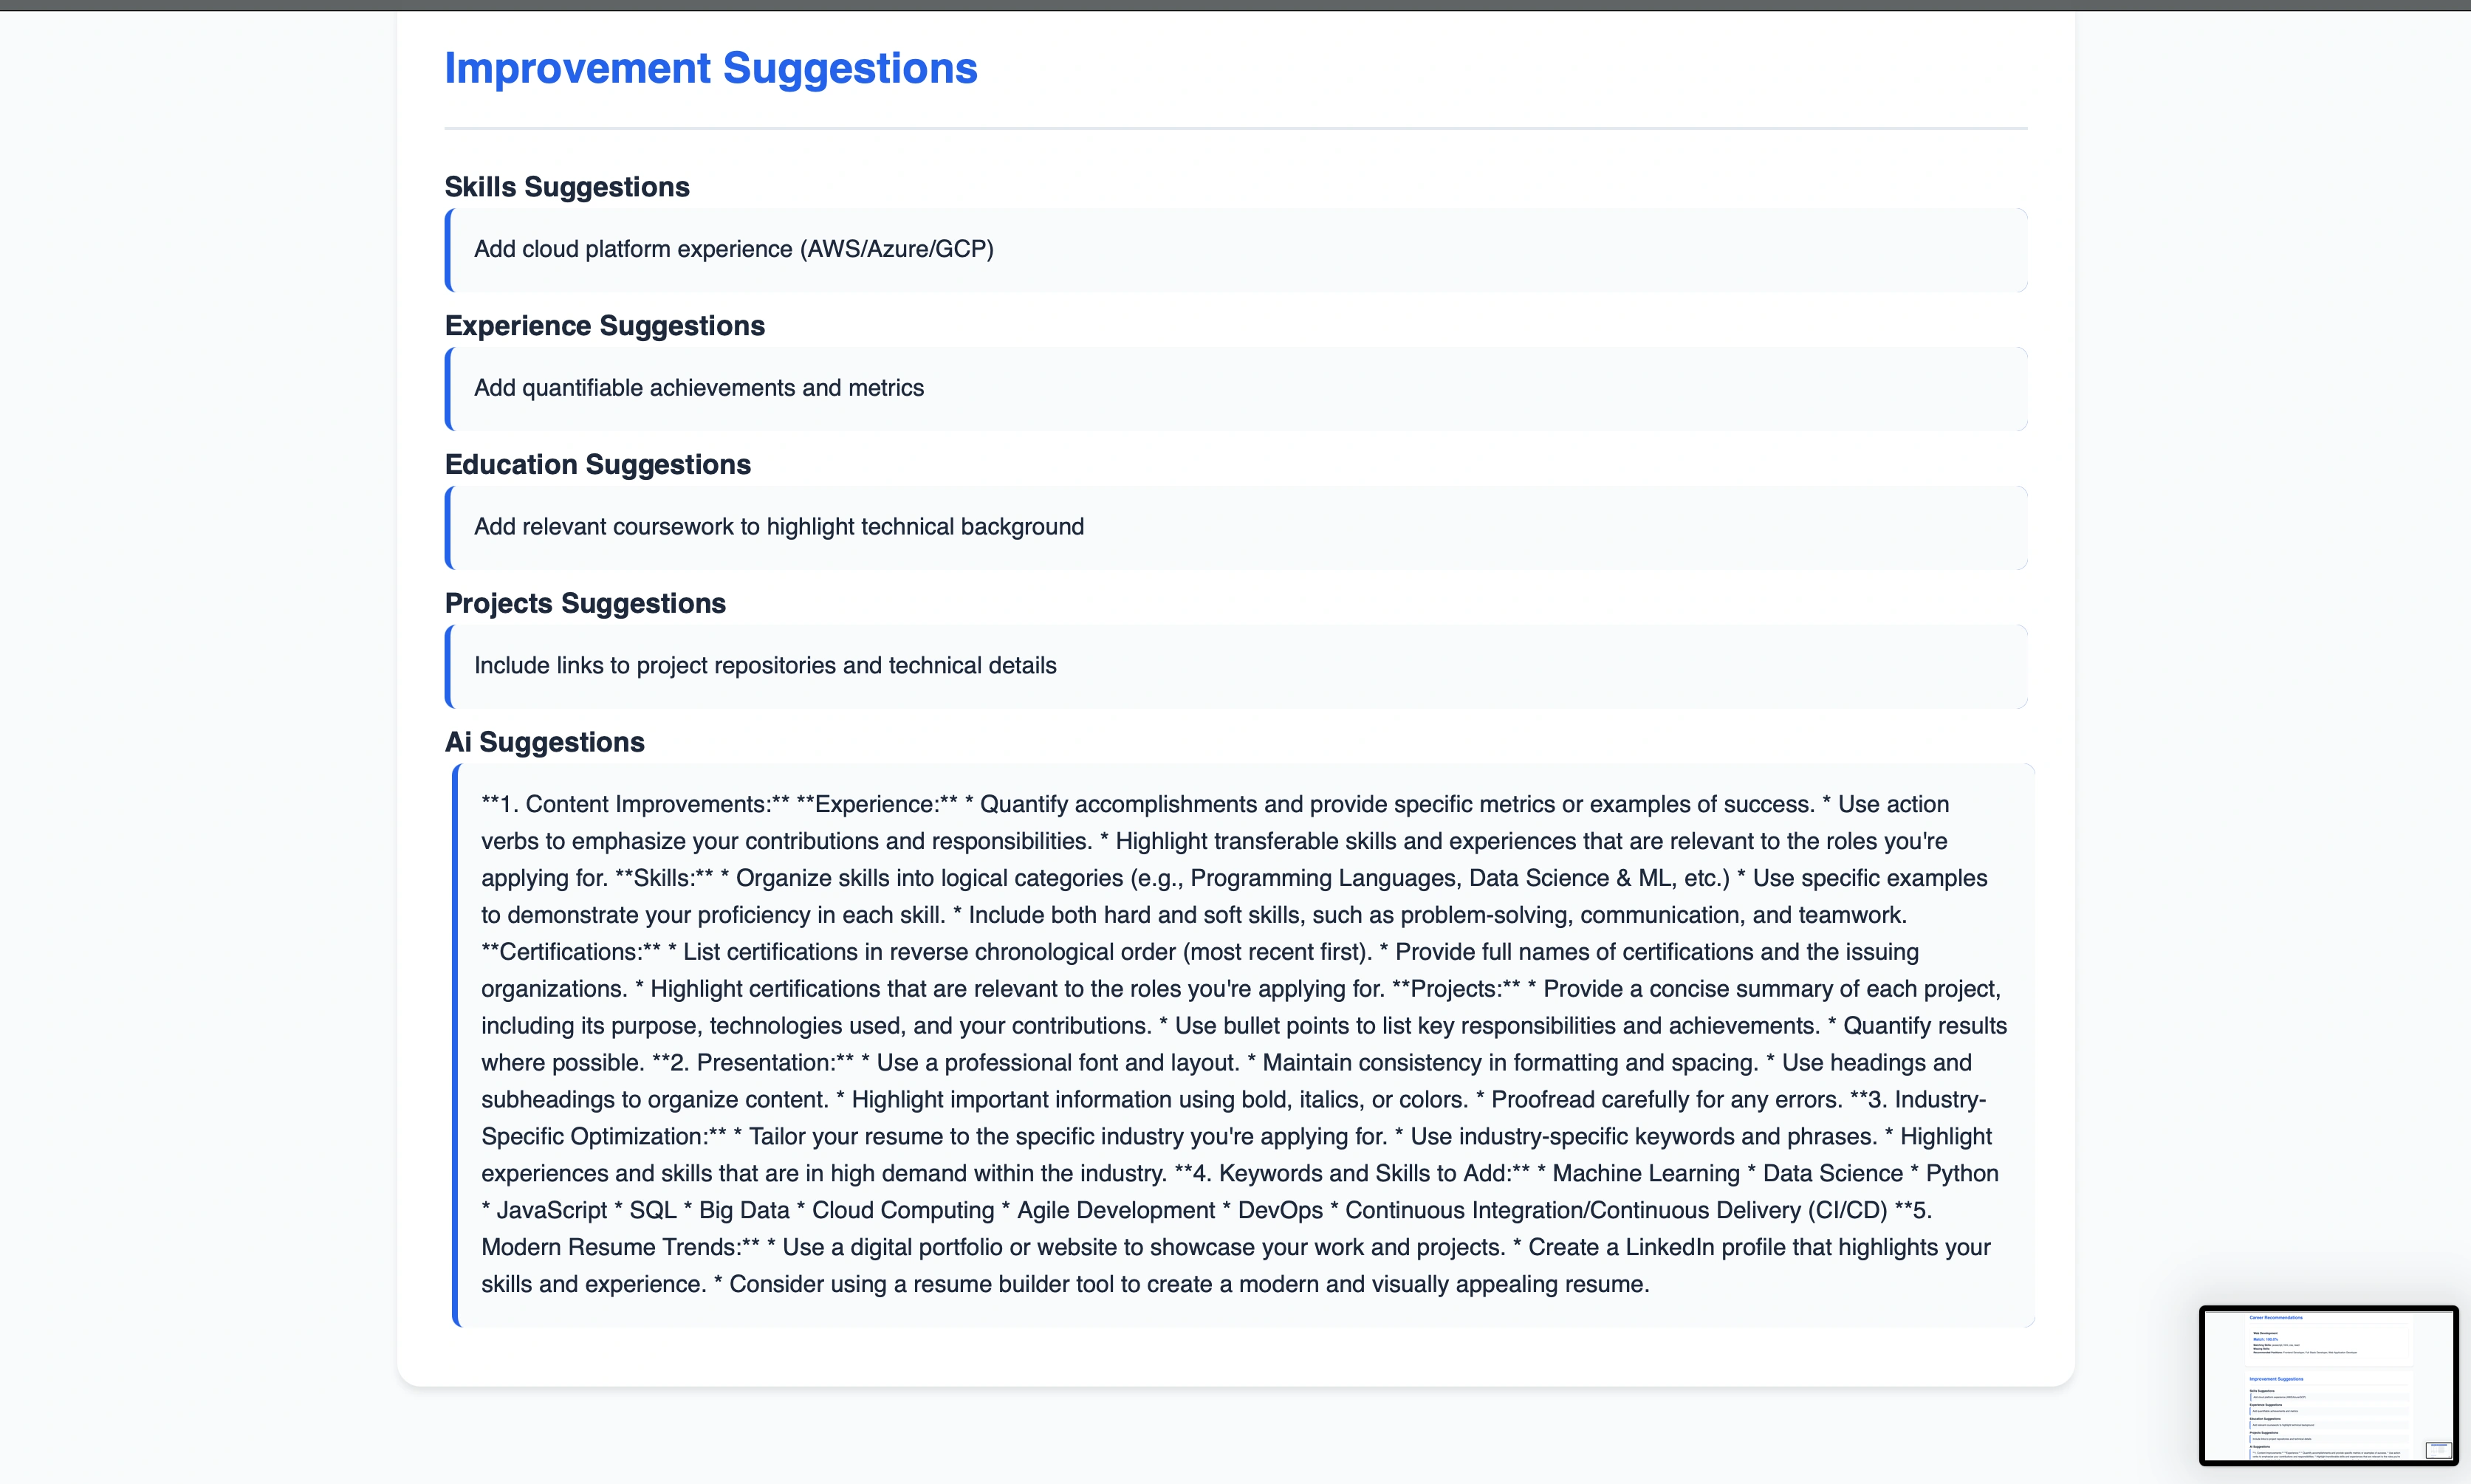 Improvement Suggestions
Skills Suggestions
Add cloud platform experience (AWS/Azure/GCP)
Experience Suggestions
Add quantifiable achievements and metrics
Education Suggestions
Add relevant coursework to highlight technical background
Projects Suggestions
Include links to project repositories and technical details
Ai Suggestions
**1. Content Improvements:** **Experience:** * Quantify accomplishments and provide specific metrics or examples of success. * Use action
verbs to emphasize your contributions and responsibilities. * Highlight transferable skills and experiences that are relevant to the roles you're
applying for. **Skills:** * Organize skills into logical categories (e.g., Programming Languages, Data Science & ML, etc.) * Use specific examples
to demonstrate your proficiency in each skill. * Include both hard and soft skills, such as problem-solving, communication, and teamwork.
**Certifications:** * List certifications in reverse chronological order (most recent first). * Provide full names of certifications and the issuing
organizations. * Highlight certifications that are relevant to the roles you're applying for. **Projects:** * Provide a concise summary of each project,
including its purpose, technologies used, and your contributions. * Use bullet points to list key responsibilities and achievements. * Quantify results
where possible. **2. Presentation:** * Use a professional font and layout. * Maintain consistency in formatting and spacing. * Use headings and
subheadings to organize content. * Highlight important information using bold, italics, or colors. * Proofread carefully for any errors. **3. Industry-
Specific Optimization:** * Tailor your resume to the specific industry you're applying for. * Use industry-specific keywords and phrases. * Highlight
experiences and skills that are in high demand within the industry. **4. Keywords and Skills to Add:** * Machine Learning * Data Science * Python
* JavaScript * SQL * Big Data * Cloud Computing * Agile Development * DevOps * Continuous Integration/Continuous Delivery (CI/CD) **5.
Modern Resume Trends:** * Use a digital portfolio or website to showcase your work and projects. * Create a LinkedIn profile that highlights your
skills and experience. * Consider using a resume builder tool to create a modern and visually appealing resume.
Career Recommendations
Improvement Suggestions